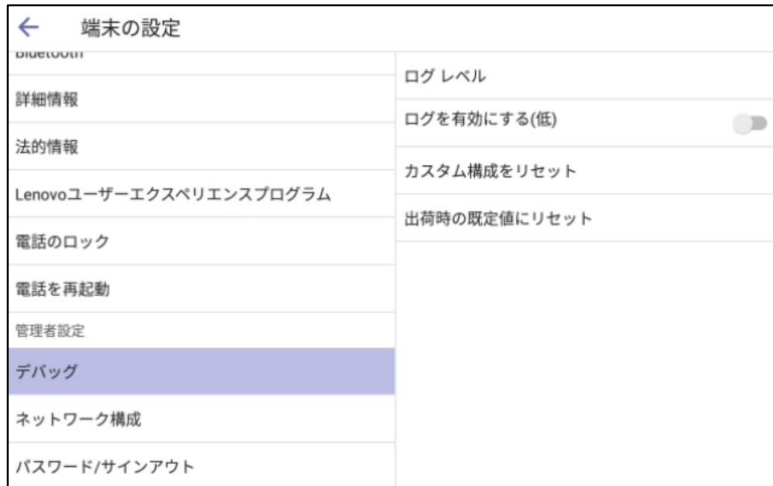 端末の設定
Bluetooth
詳細情報
法的情報
Lenovoユーザーエクスペリエンスプログラム
電話のロック
電話を再起動
管理者設定
デバッグ
ネットワーク構成
パスワード/サインアウト
ログ レベル
ログを有効にする(低)
カスタム構成をリセット
出荷時の既定値にリセット